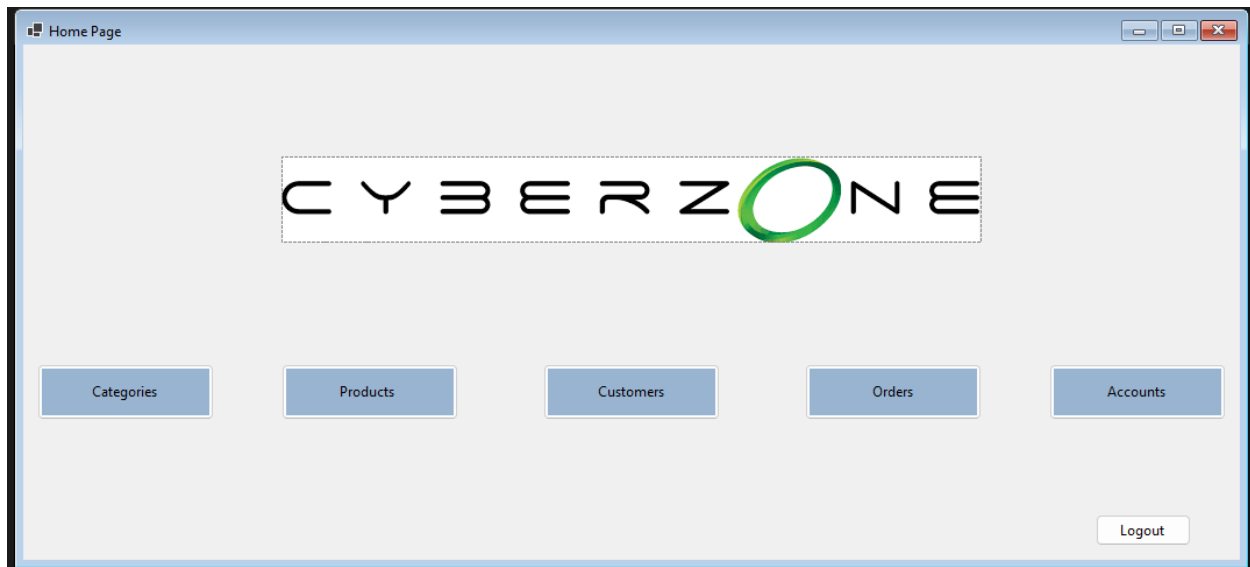 Home Page
CYBERZONE
Categories Products Customers Orders Accounts
Logout